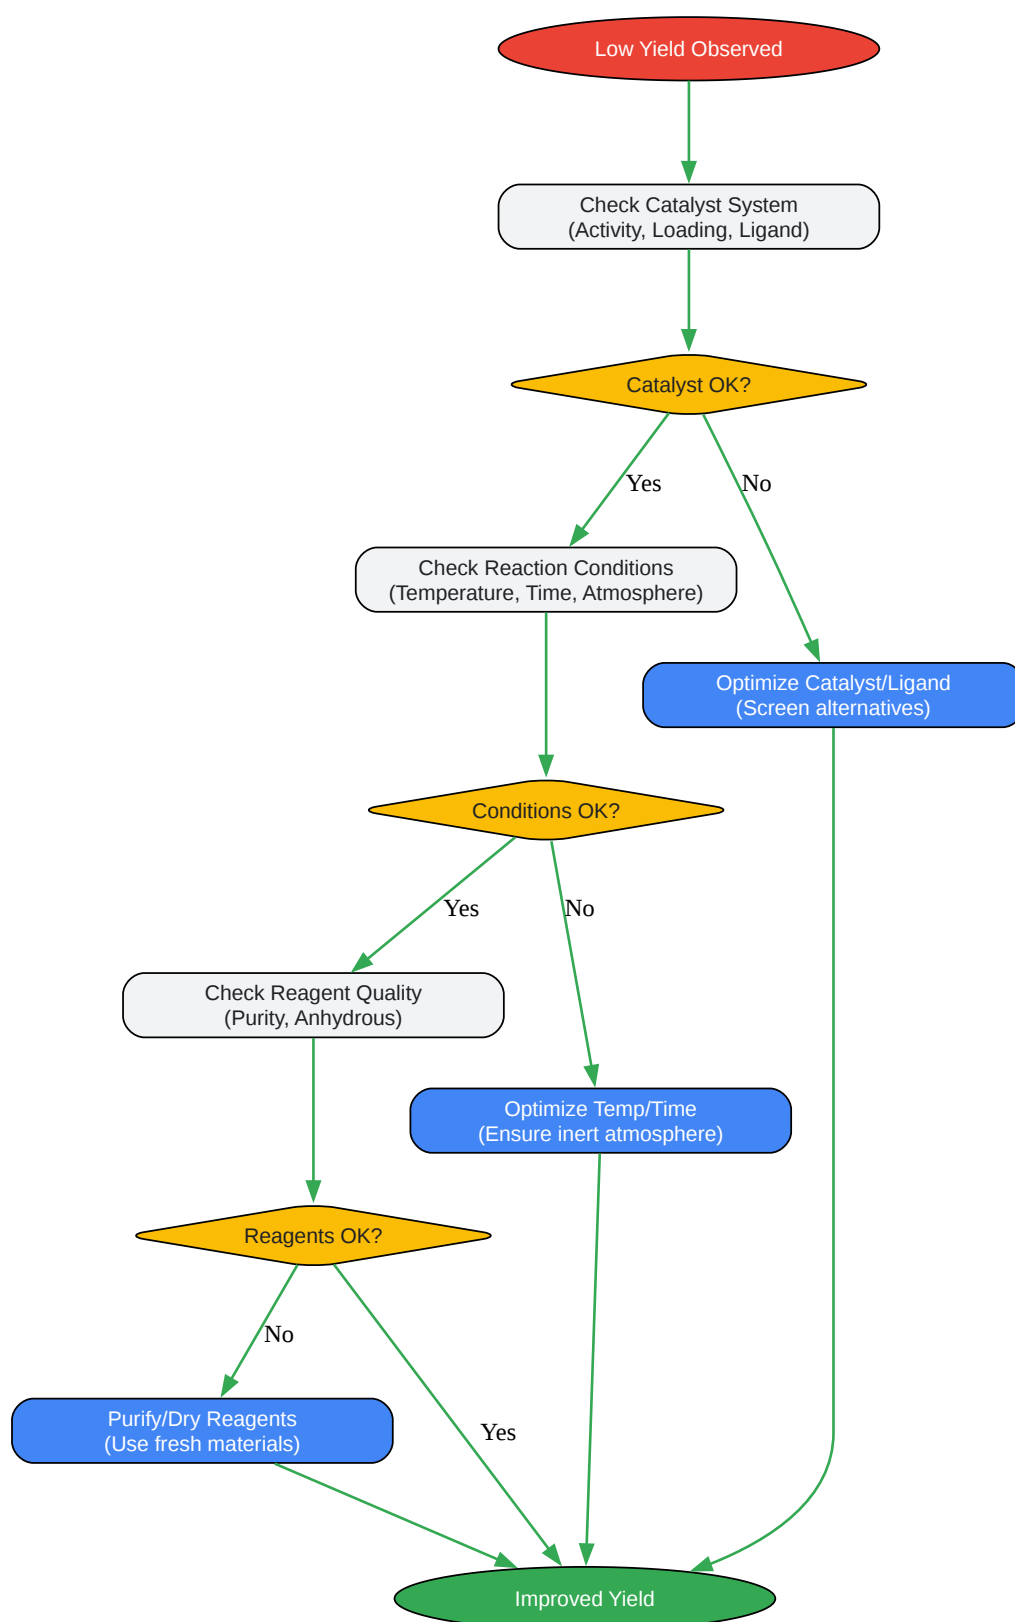 Low Yield Observed
Check Catalyst System
(Activity, Loading, Ligand)
Catalyst OK?
Yes
No
Check Reaction Conditions
(Temperature, Time, Atmosphere)
Optimize Catalyst/Ligand
(Screen alternatives)
Conditions OK?
Yes
No
Check Reagent Quality
(Purity, Anhydrous)
Optimize Temp/Time
(Ensure inert atmosphere)
Reagents OK?
No
Purify/Dry Reagents
(Use fresh materials)
Yes
Improved Yield